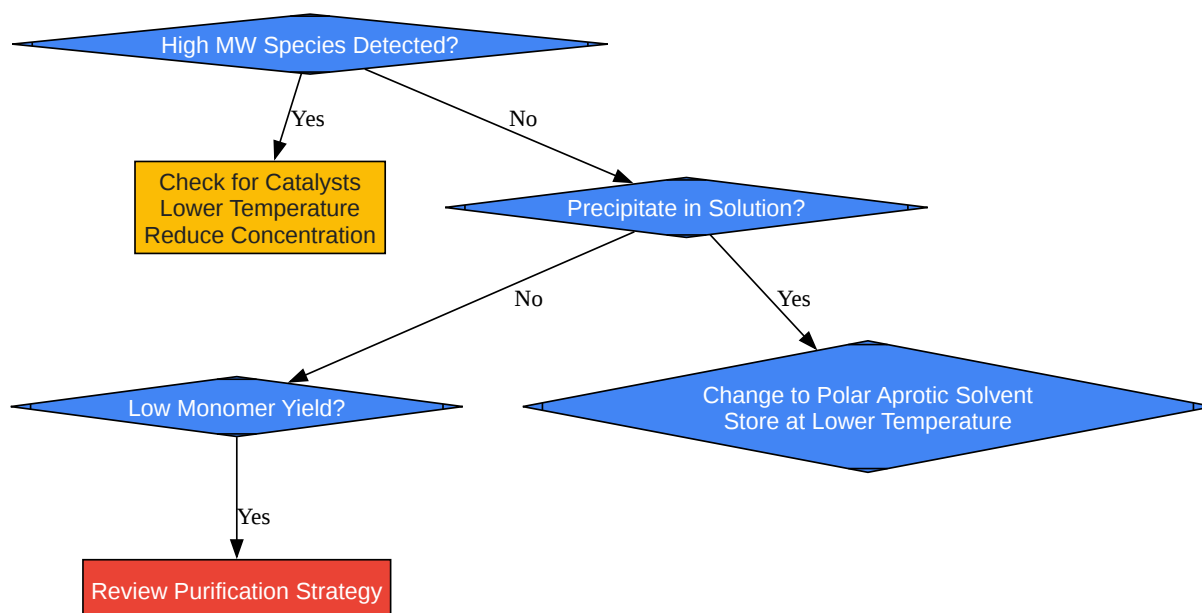 High MW Species Detected?
Yes
No
Check for Catalysts
Lower Temperature
Reduce Concentration
Precipitate in Solution?
No
Yes
Low Monomer Yield?
Change to Polar Aprotic Solvent
Store at Lower Temperature
Yes
Review Purification Strategy